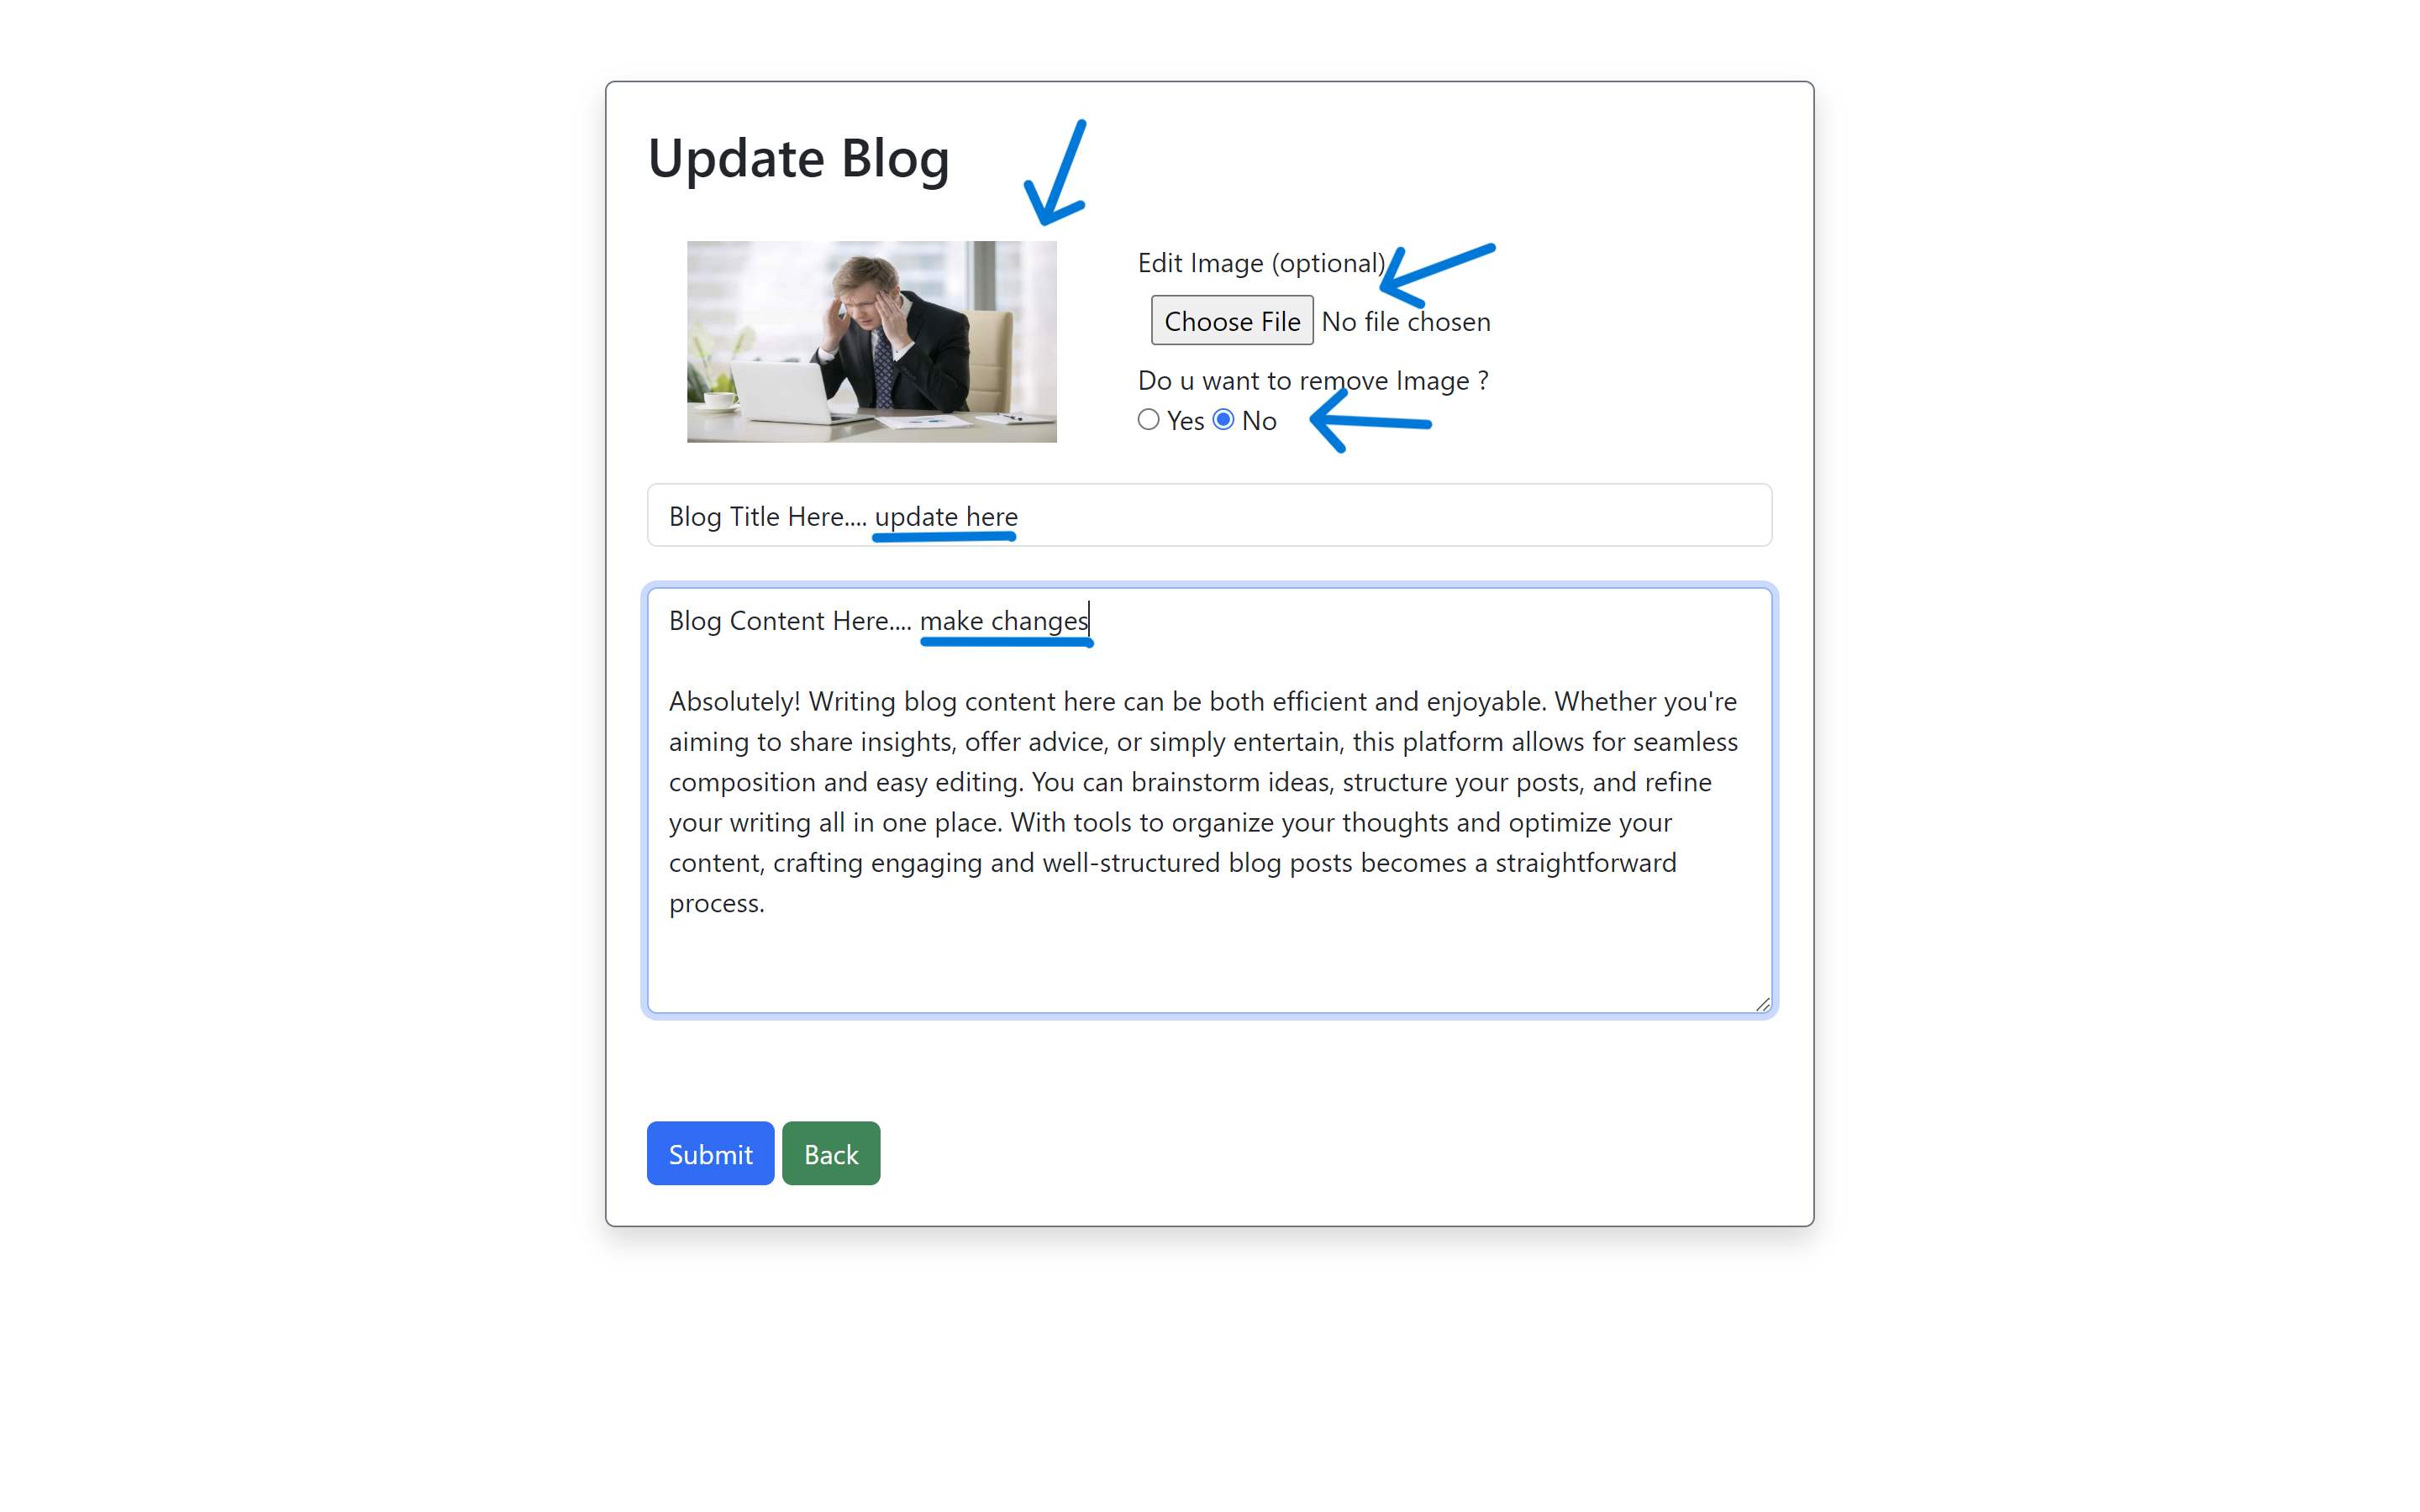 Update Blog
Edit Image (optional)
Choose File No file chosen
Do u want to remove Image ?
Yes No
Blog Title Here.... update here
Blog Content Here.... make changes
Absolutely! Writing blog content here can be both efficient and enjoyable. Whether you're
aiming to share insights, offer advice, or simply entertain, this platform allows for seamless
composition and easy editing. You can brainstorm ideas, structure your posts, and refine
your writing all in one place. With tools to organize your thoughts and optimize your
content, crafting engaging and well-structured blog posts becomes a straightforward
process.
Submit Back